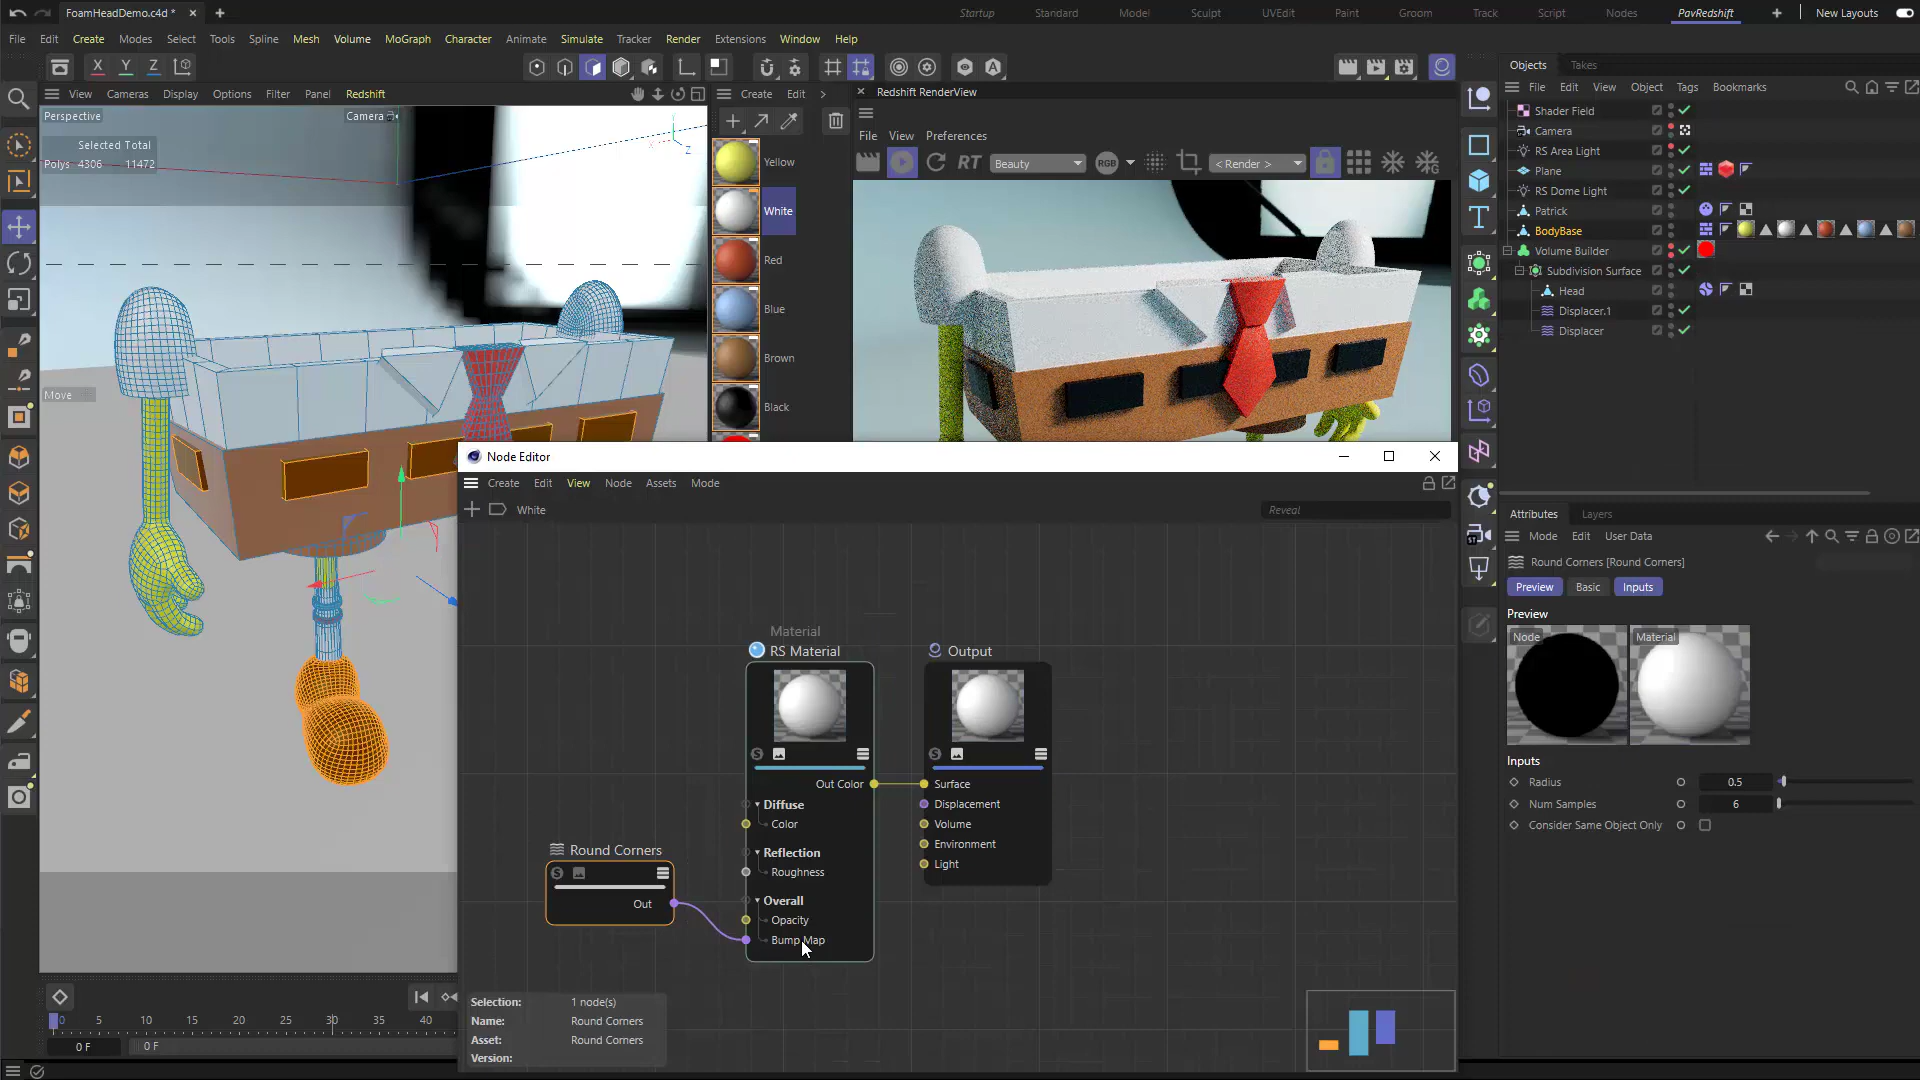 FoamHeadDemo.c4d *
Startup
Standard
Model
Sculpt
UVEdit
Paint
Groom
Track
Script
Nodes
PavRedshift
New Layouts
File
Edit
Create
Modes
Select
Tools
Spline
Mesh
Volume
MoGraph
Character
Animate
Simulate
Tracker
Render
Extensions
Window
Help
X
Y
Z
Objects
Takes
File
Edit
View
Object
Tags
Bookmarks
View
Cameras
Display
Options
Filter
Panel
Redshift
Create
Edit
Redshift RenderView
File
View
Preferences
RT
Beauty
RGB
< Render >
Perspective
Camera
Selected Total
Polys 4306 11472
X
Z
Move
Yellow
White
Red
Blue
Brown
Black
Shader Field
Camera
RS Area Light
Plane
RS Dome Light
Patrick
BodyBase
Volume Builder
Subdivision Surface
Head
Displacer.1
Displacer
Node Editor
Create
Edit
View
Node
Assets
Mode
White
Reveal
Material
RS Material
S
Out Color
Diffuse
Color
Reflection
Roughness
Overall
Opacity
Bump Map
Output
S
Surface
Displacement
Volume
Environment
Light
Round Corners
S
Out
Selection: 1 node(s)
Name: Round Corners
Asset: Round Corners
Version:
Attributes
Layers
Mode
Edit
User Data
Round Corners [Round Corners]
Preview
Basic
Inputs
Preview
Node
Material
Inputs
Radius 0.5
Num Samples 6
Consider Same Object Only
0
5
10
15
20
25
30
35
40
0 F
0 F
ST